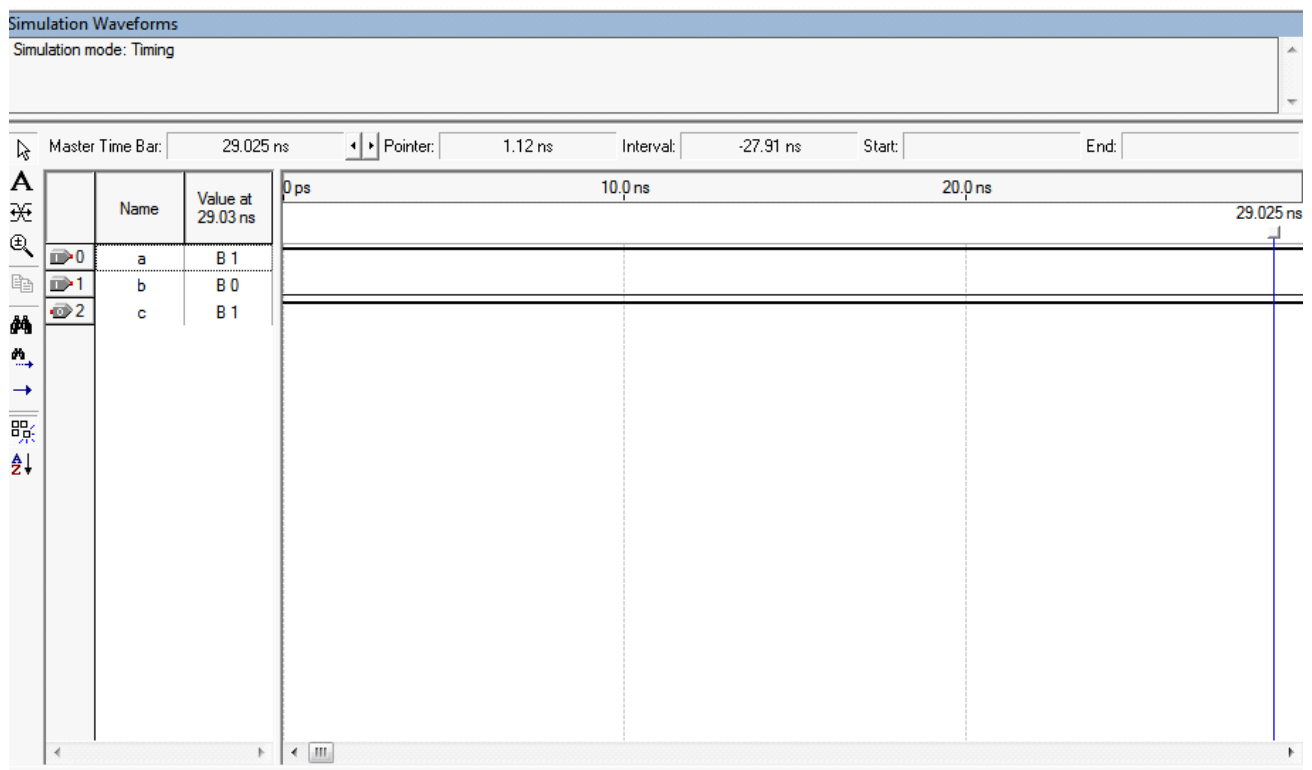 Simulation Waveforms
Simulation mode: Timing
Master Time Bar: 29.025 ns Pointer: 1.12 ns Interval: -27.91 ns Start: End:
A
Name Value at 29.03 ns
0 ps 10.0 ns 20.0 ns
29.025 ns
0 a B 1
1 b B 0
2 c B 1
A
Z